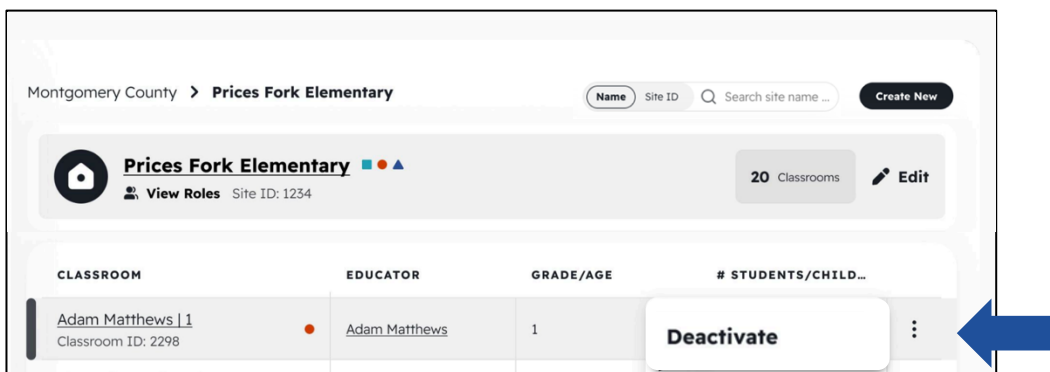 Montgomery County > Prices Fork Elementary
Name Site ID Search site name ... Create New
Prices Fork Elementary
View Roles Site ID: 1234
20 Classrooms
Edit
CLASSROOM EDUCATOR GRADE/AGE # STUDENTS/CHILD...
Adam Matthews | 1
Classroom ID: 2298
Adam Matthews
1
Deactivate